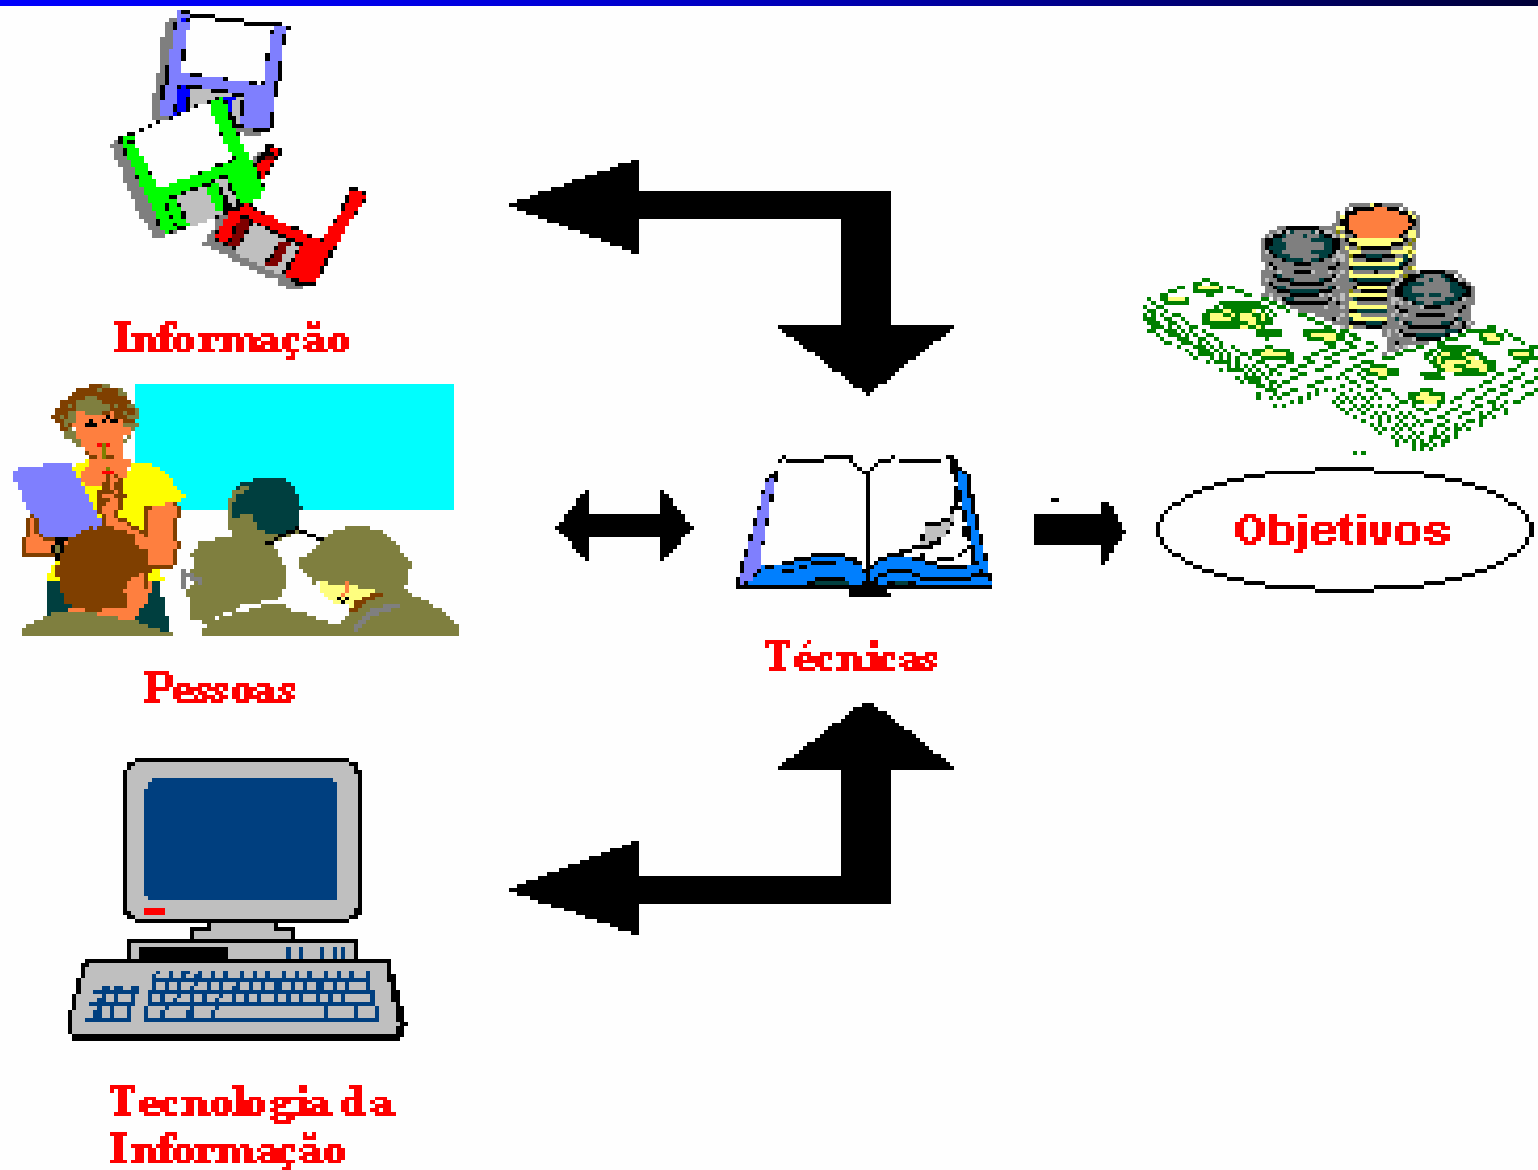 Informação
Pessoas
Técnicas
Objetivos
Tecnologia da
Informação